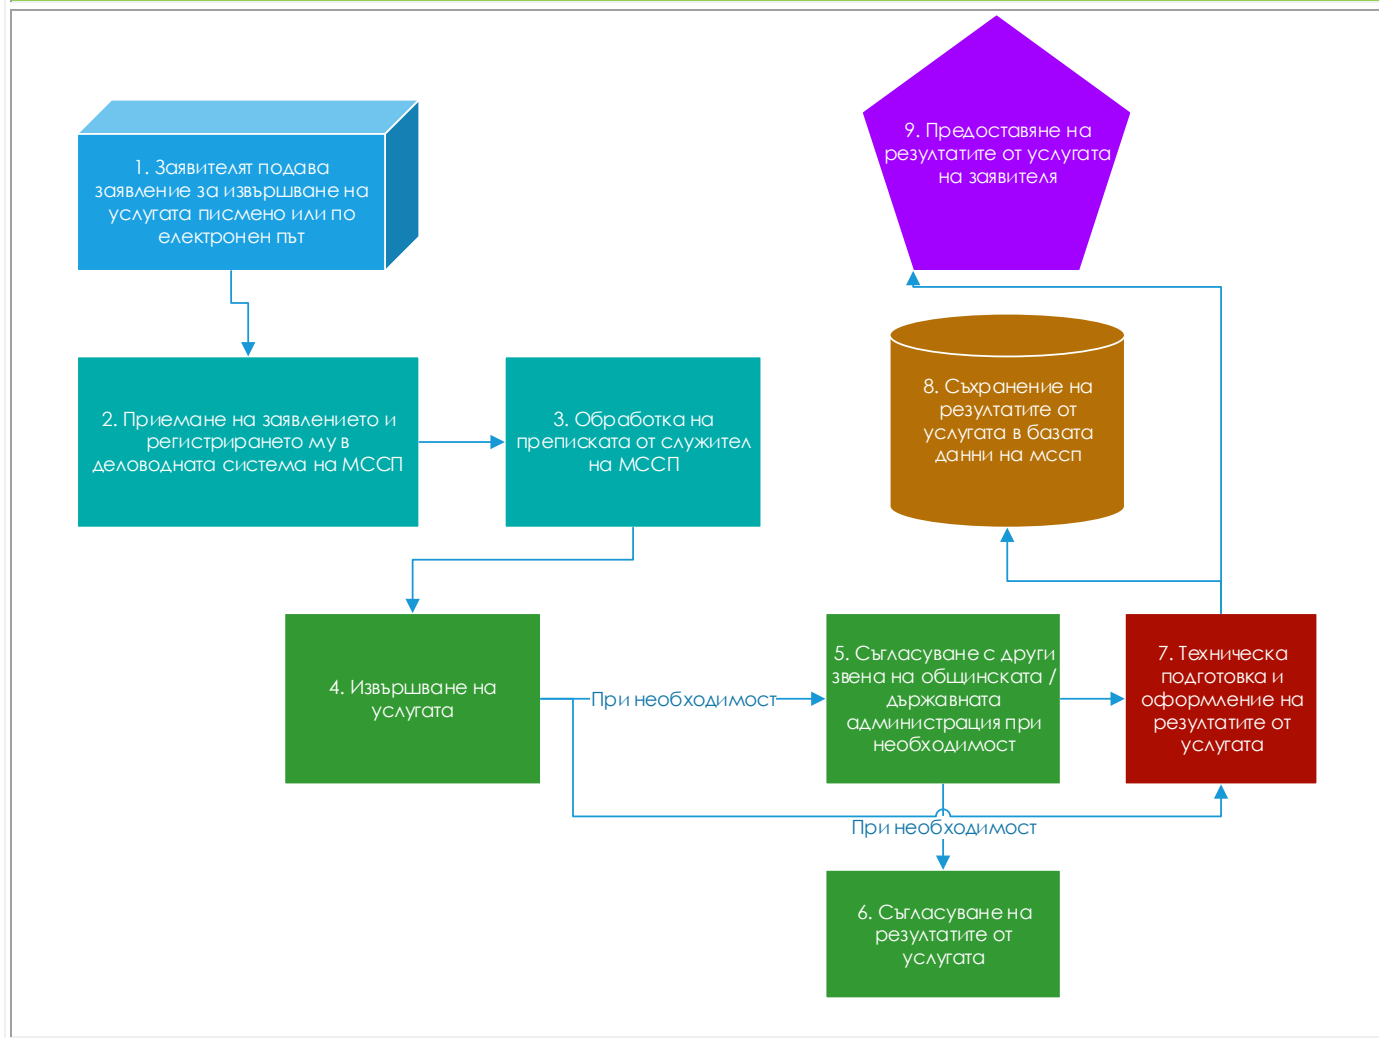 1. Заявителят подава
заявление за извършване на
услугата писмено или по
електронен път
2. Приемане на заявлението и
регистрирането му в
деловодната система на МССП
3. Обработка на
преписката от служител
на МССП
4. Извършване на
услугата
При необходимост
5. Съгласуване с други
звена на общинската /
държавната
администрация при
необходимост
При необходимост
6. Съгласуване на
резултатите от
услугата
7. Техническа
подготовка и
оформление на
резултатите от
услугата
8. Съхранение на
резултатите от
услугата в базата
данни на мссп
9. Предоставяне на
резултатите от услугата
на заявителя